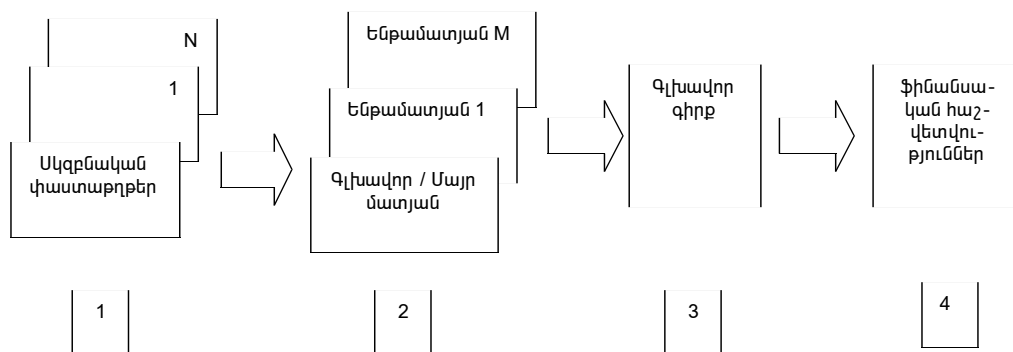 N
1
Սկզբնական
փաստաթղթեր
Ենթամատյան M
Ենթամատյան 1
Գլխավոր / Մայր
մատյան
Գլխավոր
գիրք
ֆինանսա-
կան հաշ-
վետվու-
թյուններ
1
2
3
4